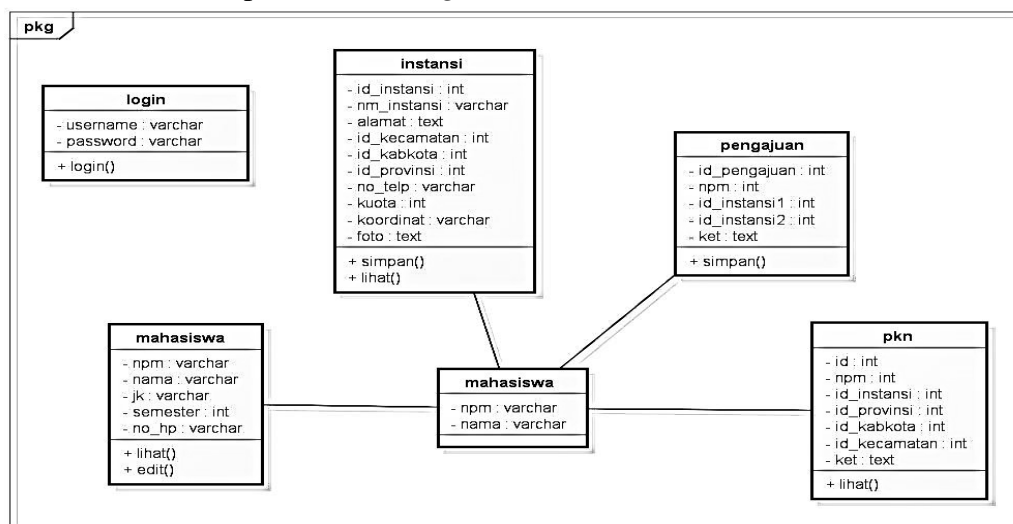 pkg
login
- username : varchar
- password : varchar
+ login()
instansi
- id_instansi : int
- nm_instansi : varchar
- alamat : text
- id_kecamatan : int
- id_kabkota : int
- id_provinsi : int
- no_telp : varchar
- kuota : int
- koordinat : varchar
- foto : text
+ simpan()
+ lihat()
pengajuan
- id_pengajuan : int
- npm : int
- id_instansi1 : int
- id_instansi2 : int
- ket : text
+ simpan()
mahasiswa
- npm : varchar
- nama : varchar
- jk : varchar
- semester : int
- no_hp : varchar
+ lihat()
+ edit()
mahasiswa
- npm : varchar
- nama : varchar
pkn
- id : int
- npm : int
- id_instansi : int
- id_provinsi : int
- id_kabkota : int
- id_kecamatan : int
- ket : text
+ lihat()